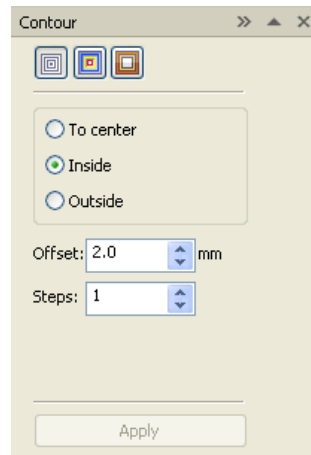 Contour
To center
Inside
Outside
Offset: 2.0 mm
Steps: 1
Apply